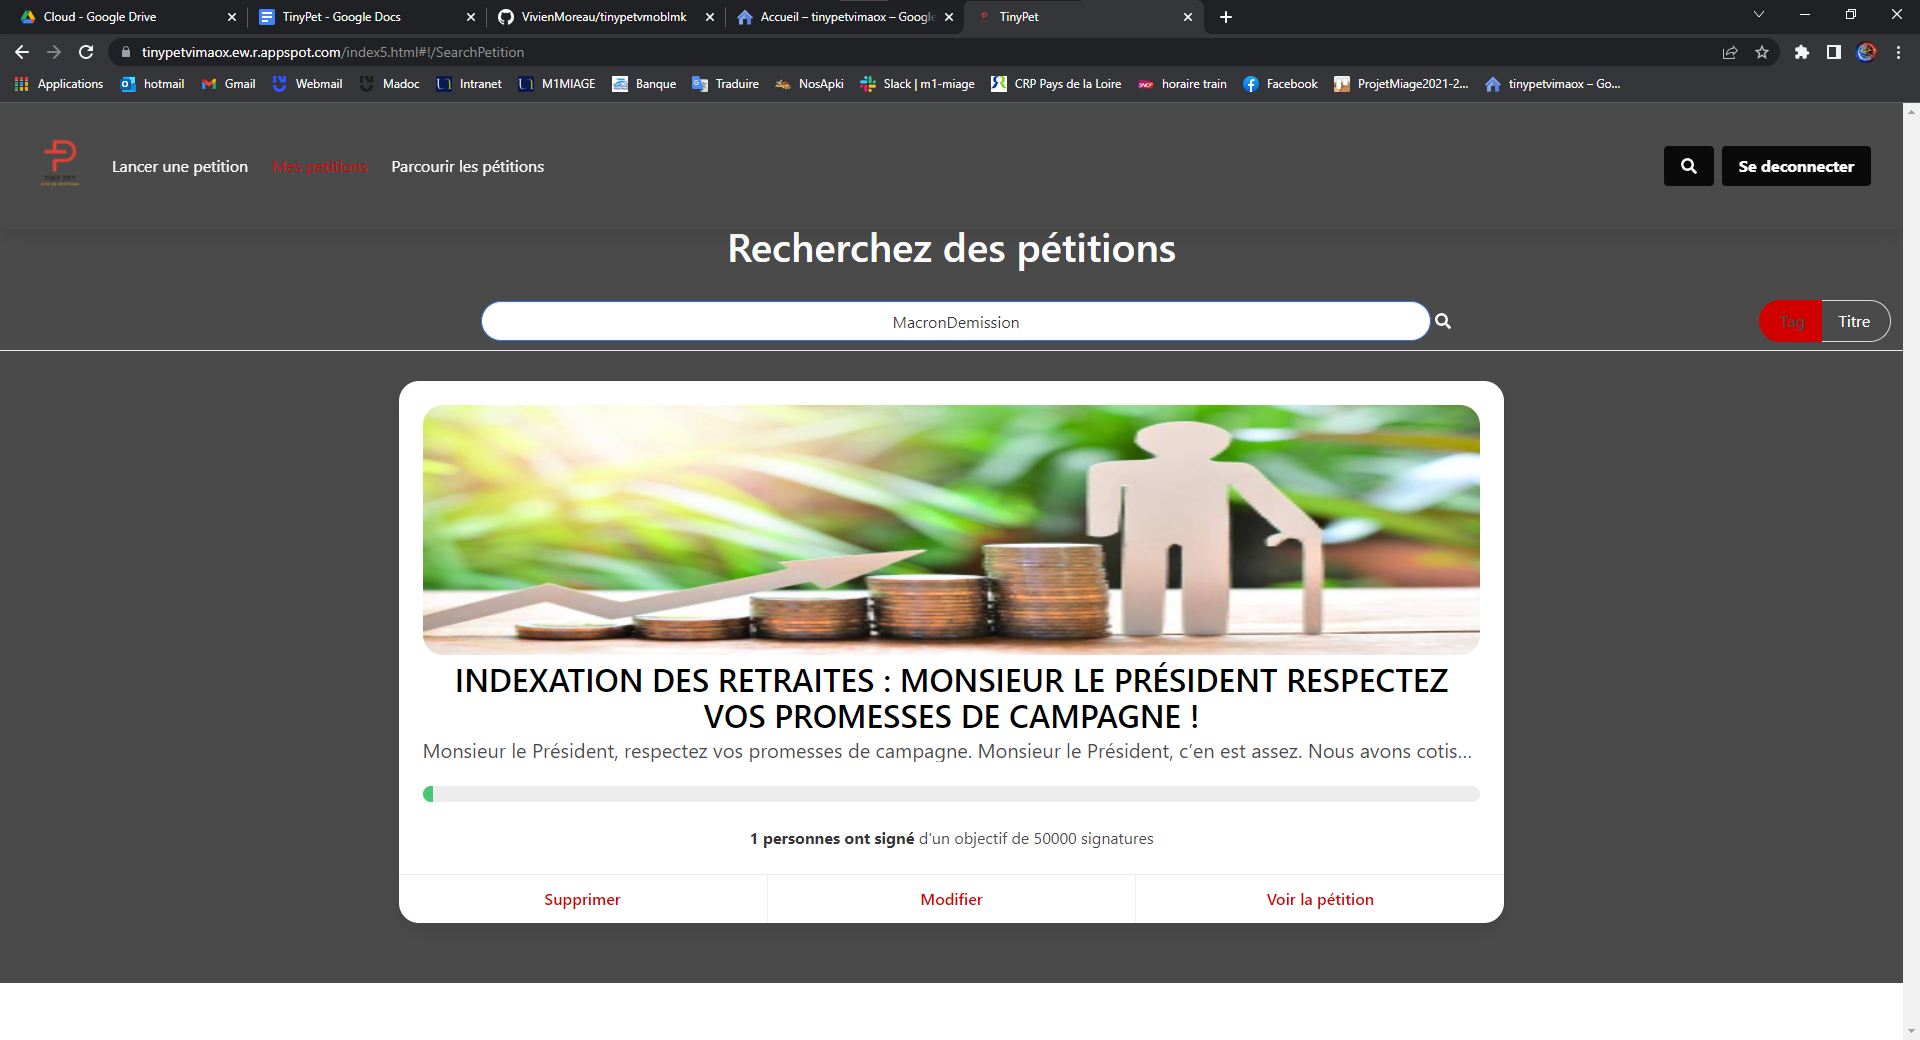 Cloud - Google Drive
TinyPet - Google Docs
VivienMoreau/tinypetvmoblmk
Accueil – tinypetvimaox – Google
TinyPet
tinypetvimaox.ew.r.appspot.com/index5.html#!/SearchPetition
Applications
hotmail
Gmail
Webmail
Madoc
Intranet
M1MIAGE
Banque
Traduire
NosApki
Slack | m1-miage
CRP Pays de la Loire
horaire train
Facebook
ProjetMiage2021-2...
tinypetvimaox – Go...
TINY PET
Lancer une petition
Mes petitions
Parcourir les pétitions
Se deconnecter
Recherchez des pétitions
MacronDemission
Tag
Titre
INDEXATION DES RETRAITES : MONSIEUR LE PRÉSIDENT RESPECTEZ
VOS PROMESSES DE CAMPAGNE !
Monsieur le Président, respectez vos promesses de campagne. Monsieur le Président, c’en est assez. Nous avons cotis...
1 personnes ont signé d'un objectif de 50000 signatures
Supprimer
Modifier
Voir la pétition